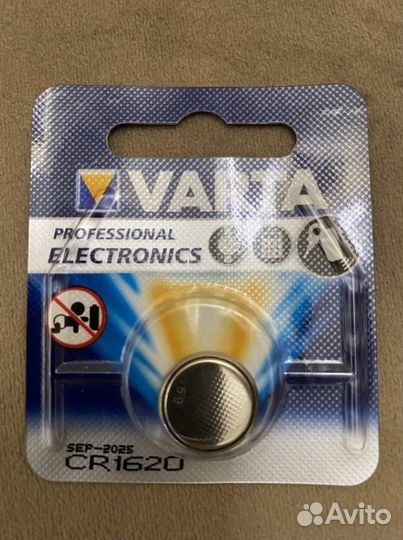 VARTA
PROFESSIONAL
ELECTRONICS
SEP-2025
CR1620
Avito